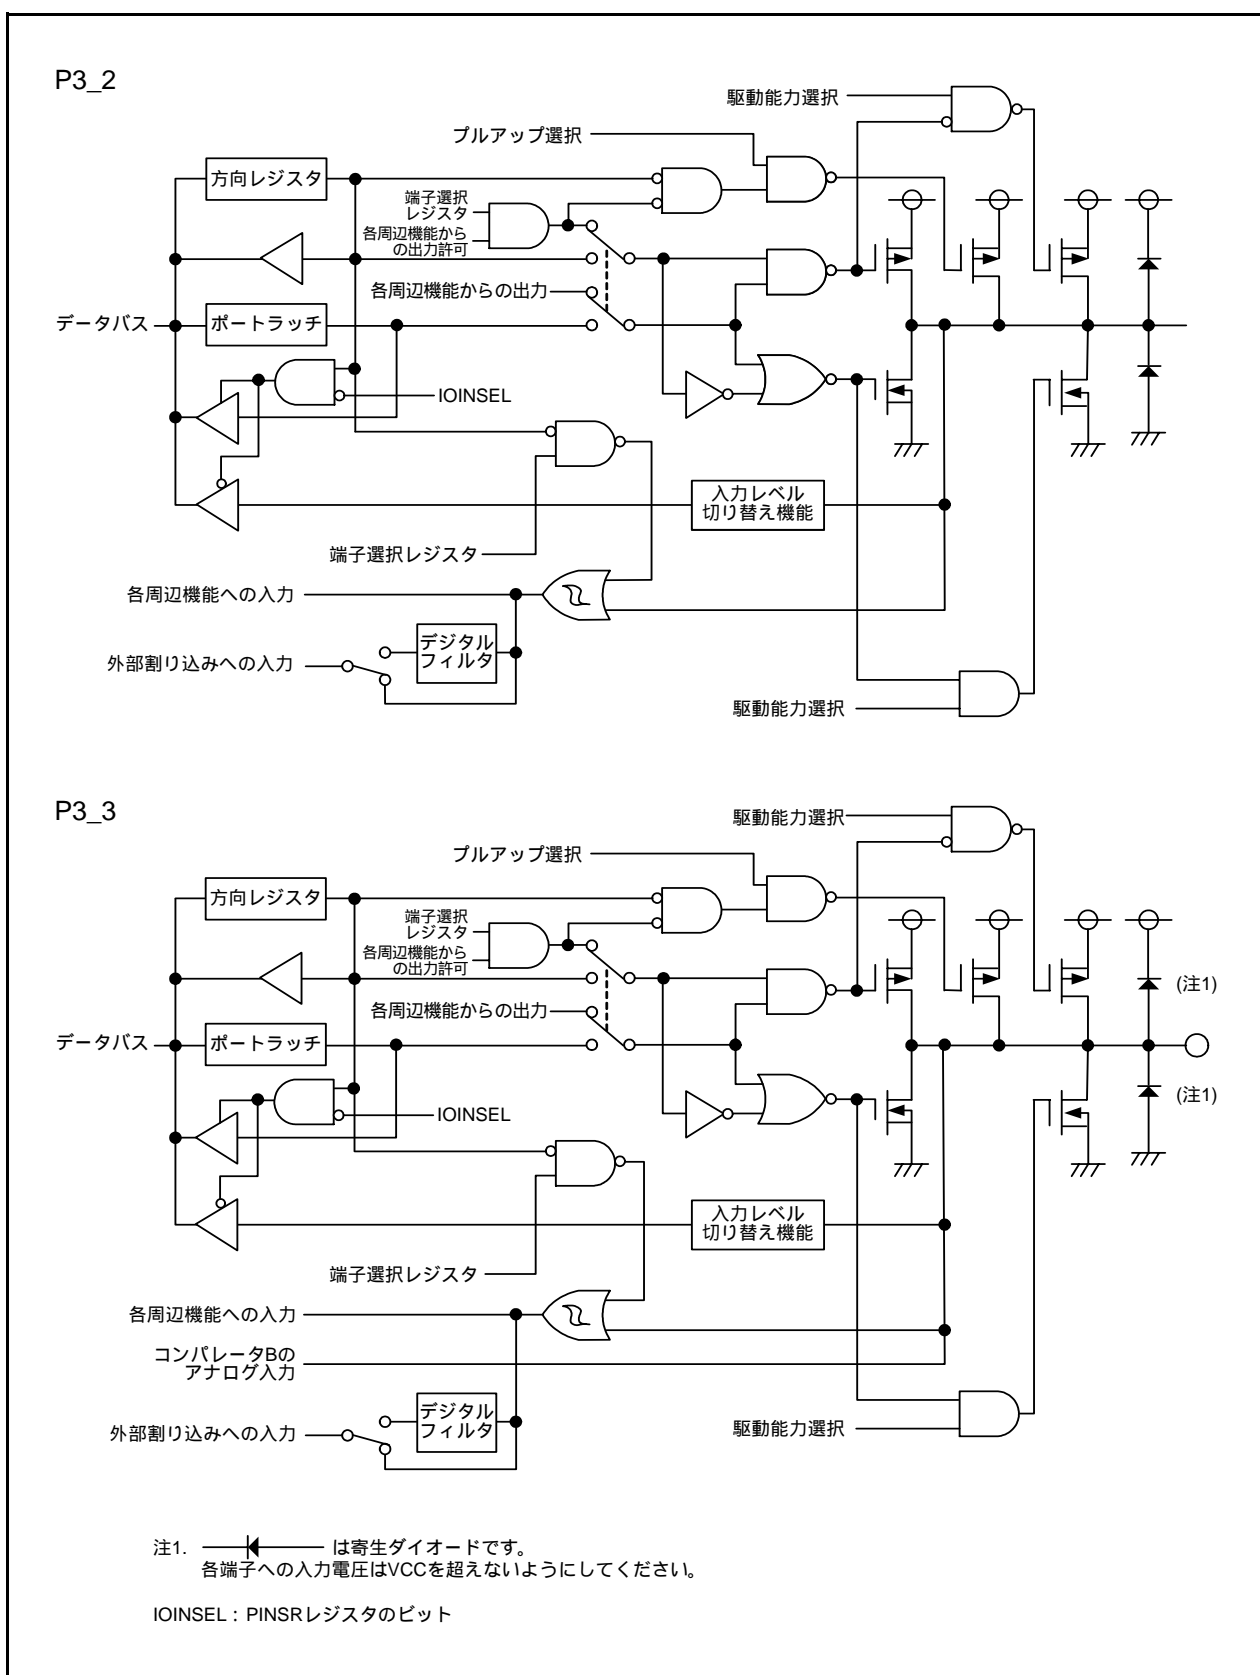 P3_2
駆動能力選択
プルアップ選択
方向レジスタ
端子選択
レジスタ
各周辺機能から
の出力許可
各周辺機能からの出力
データバス
ポートラッチ
IOINSEL
入力レベル
切り替え機能
端子選択レジスタ
各周辺機能への入力
デジタル
フィルタ
外部割り込みへの入力
駆動能力選択
P3_3
駆動能力選択
プルアップ選択
方向レジスタ
端子選択
レジスタ
各周辺機能から
の出力許可
(注1)
各周辺機能からの出力
データバス
ポートラッチ
(注1)
IOINSEL
入力レベル
切り替え機能
端子選択レジスタ
各周辺機能への入力
コンパレータBの
アナログ入力
デジタル
フィルタ
外部割り込みへの入力
駆動能力選択
注1. は寄生ダイオードです。
各端子への入力電圧はVCCを超えないようにしてください。
IOINSEL：PINSRレジスタのビット